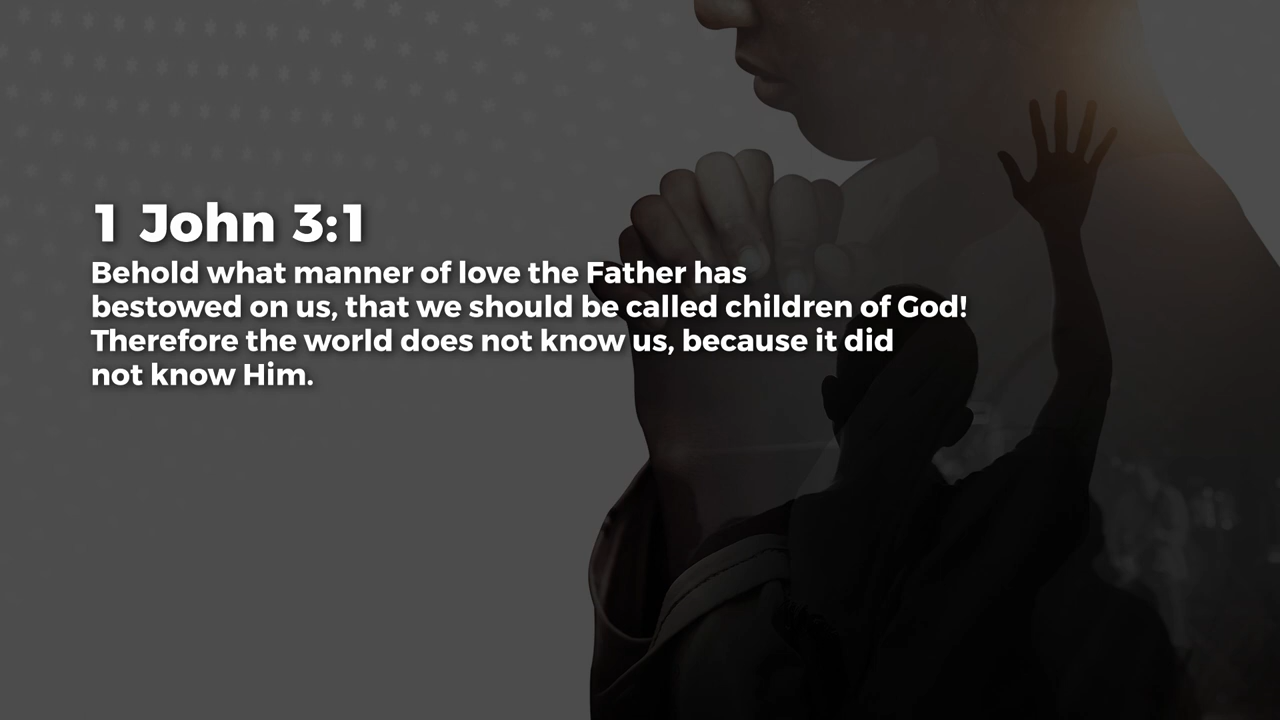 1 John 3:1
Behold what manner of love the Father has
bestowed on us, that we should be called children of God!
Therefore the world does not know us, because it did
not know Him.